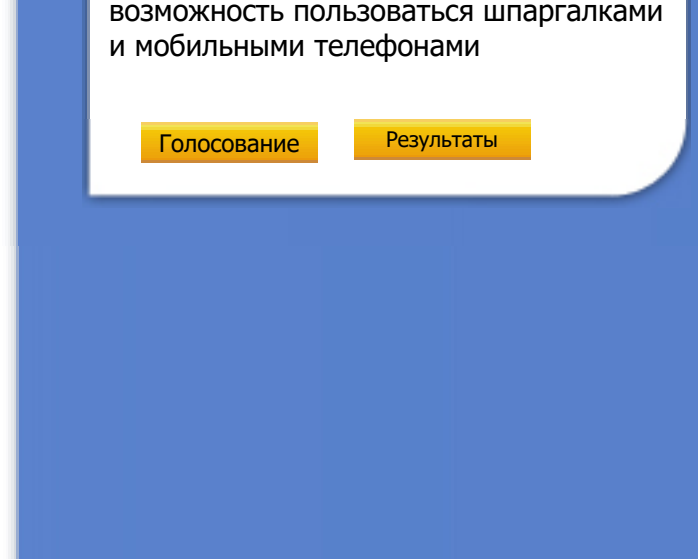 возможность пользоваться шпаргалками
и мобильными телефонами
Голосование Результаты